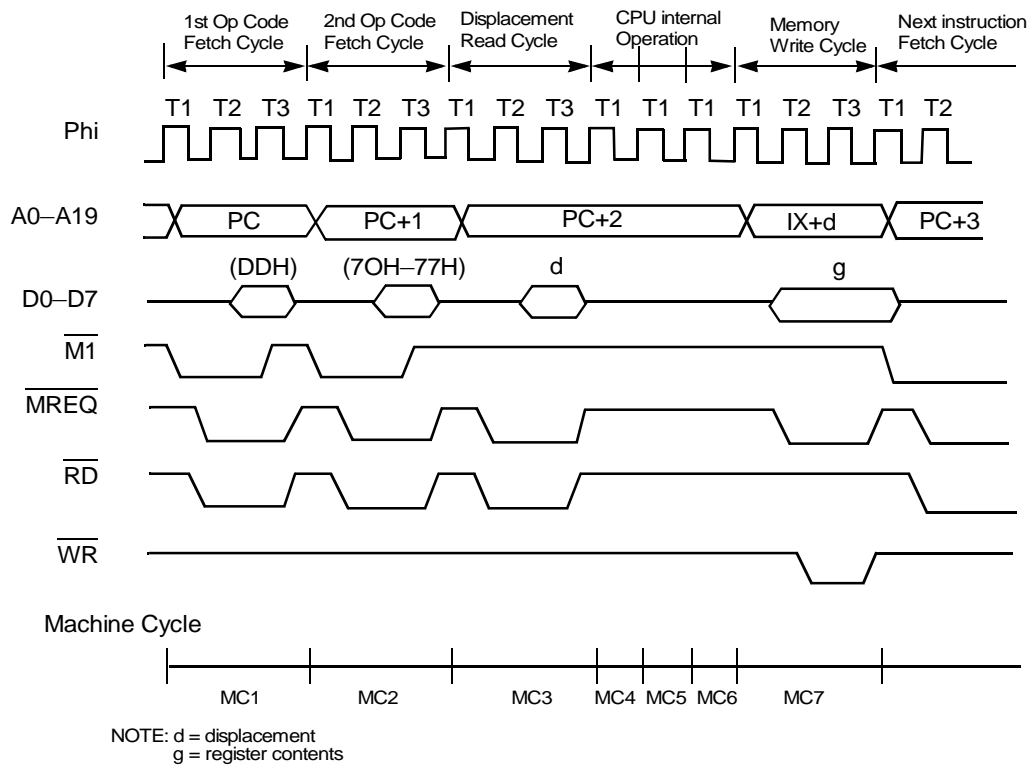 1st Op Code
Fetch Cycle
2nd Op Code
Fetch Cycle
Displacement
Read Cycle
CPU internal
Operation
Memory
Write Cycle
Next instruction
Fetch Cycle
T1 T2 T3 T1 T2 T3 T1 T2 T3 T1 T1 T1 T1 T2 T3 T1 T2
Phi
A0–A19 PC PC+1 PC+2 IX+d PC+3
(DDH) (7OH–77H) d g
D0–D7
M1
MREQ
RD
WR
Machine Cycle
MC1 MC2 MC3 MC4 MC5 MC6 MC7
NOTE: d = displacement
g = register contents